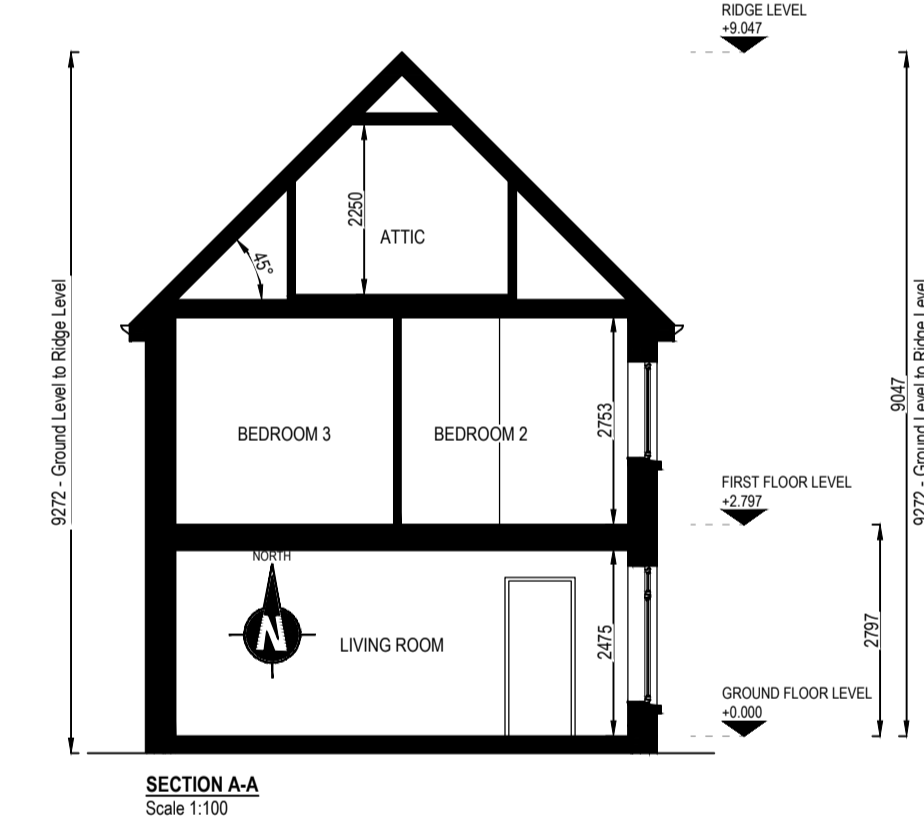 RIDGE LEVEL
+9.047
9272 - Ground Level to Ridge Level
2250
ATTIC
45°
BEDROOM 3
BEDROOM 2
2753
9047
9272 - Ground Level to Ridge Level
FIRST FLOOR LEVEL
+2.797
NORTH
N
LIVING ROOM
2475
2797
GROUND FLOOR LEVEL
+0.000
SECTION A-A
Scale 1:100